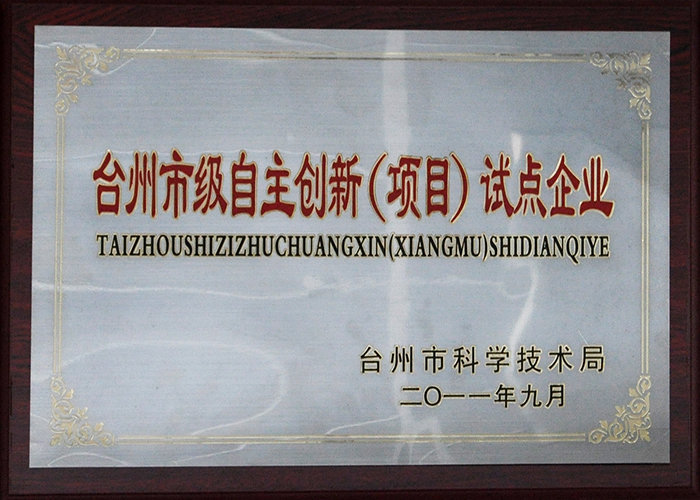 台州市级自主创新(项目)试点企业
TAIZHOUSHIZIZHUCHUANGXIN(XIANGMU)SHIDIANQIYE
台州市科学技术局
二〇一一年九月